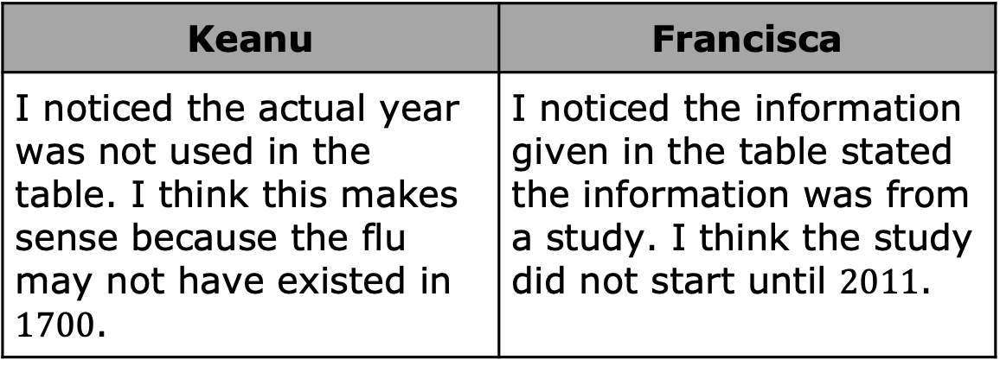 Keanu
Francisca
I noticed the actual year
was not used in the
table. I think this makes
sense because the flu
may not have existed in
1700.
I noticed the information
given in the table stated
the information was from
a study. I think the study
did not start until 2011.